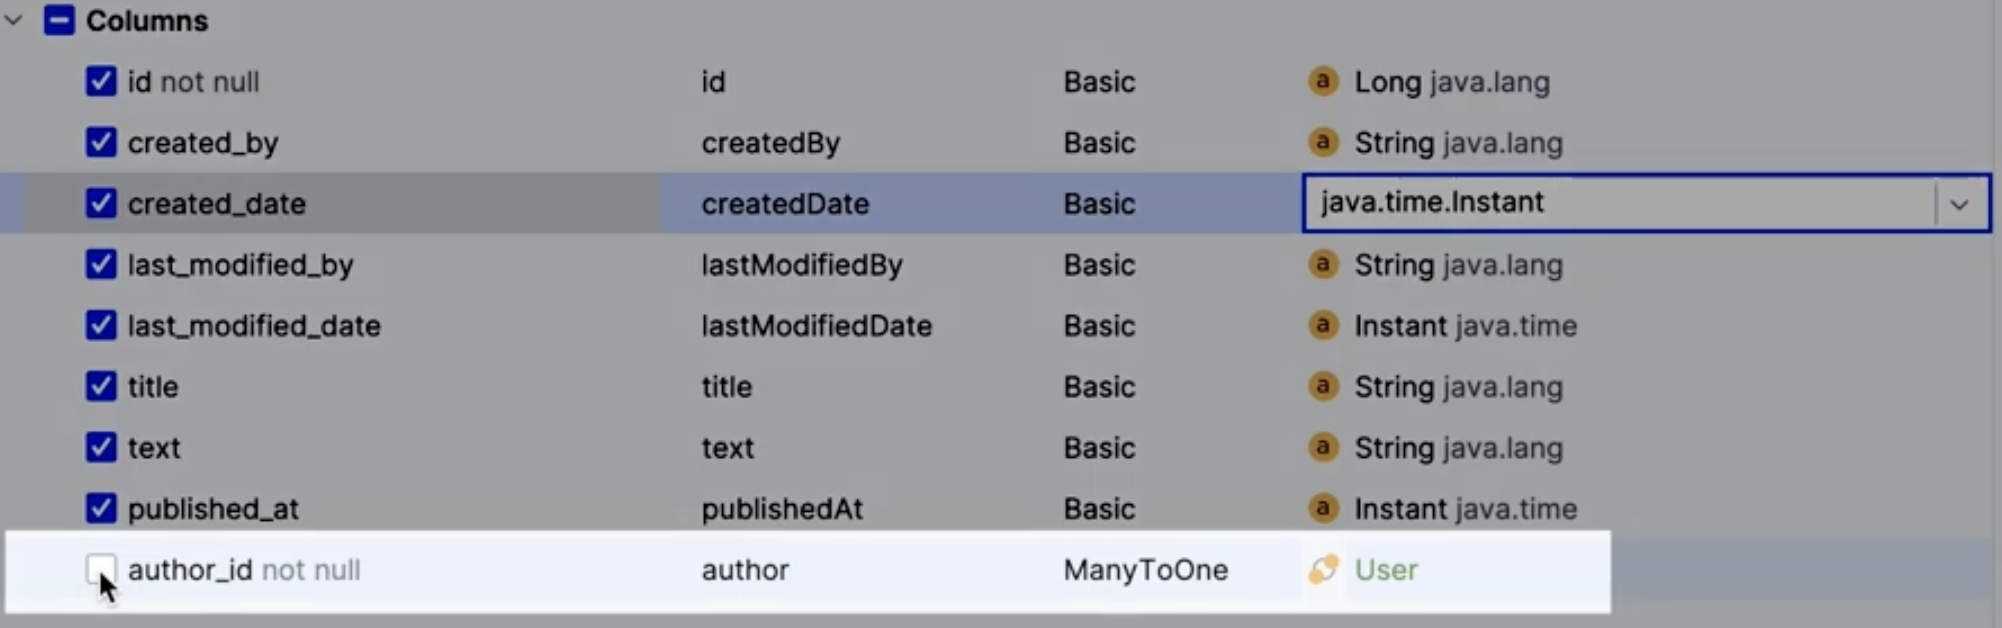 Columns
id not null id Basic a Long java.lang
created_by createdBy Basic a String java.lang
created_date createdDate Basic java.time.Instant
last_modified_by lastModifiedBy Basic a String java.lang
last_modified_date lastModifiedDate Basic a Instant java.time
title title Basic a String java.lang
text text Basic a String java.lang
published_at publishedAt Basic a Instant java.time
author_id not null author ManyToOne User